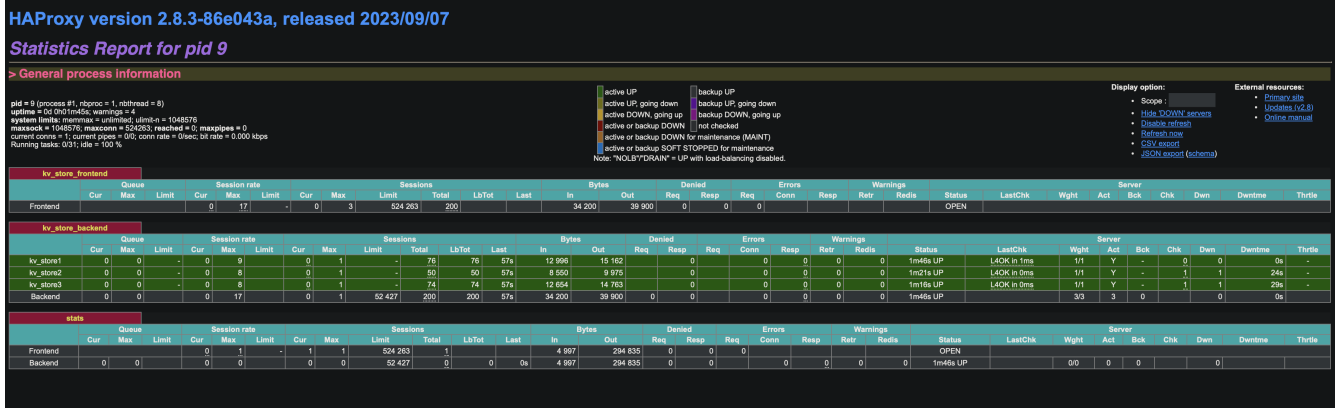 HAProxy version 2.8.3-86e043a, released 2023/09/07
Statistics Report for pid 9
> General process information
pid = 9 (process #1, nbproc = 1, nbthread = 8)
uptime = 0d 0h01m45s; warnings = 4
system limits: memmax = unlimited; ulimit-n = 1048576
maxsock = 1048576; maxconn = 524263; reached = 0; maxpipes = 0
current conns = 1; current pipes = 0/0; conn rate = 0/sec; bit rate = 0.000 kbps
Running tasks: 0/31; idle = 100 %
active UP backup UP
active UP, going down backup UP, going down
active DOWN, going up backup DOWN, going up
active or backup DOWN not checked
active or backup DOWN for maintenance (MAINT)
active or backup SOFT STOPPED for maintenance
Note: "NOLB"/"DRAIN" = UP with load-balancing disabled.
Display option:
• Scope :
• Hide 'DOWN' servers
• Disable refresh
• Refresh now
• CSV export
• JSON export (schema)
External resources:
• Primary site
• Updates (v2.8)
• Online manual
kv_store_frontend
Queue Session rate Sessions Bytes Denied Errors Warnings Server
Cur Max Limit Cur Max Limit Cur Max Limit Total LbTot Last In Out Req Resp Req Conn Resp Retr Redis Status LastChk Wght Act Bck Chk Dwn Dwntme Thrtle
Frontend 0 17 - 0 3 524 263 200 34 200 39 900 0 0 0 OPEN
kv_store_backend
Queue Session rate Sessions Bytes Denied Errors Warnings Server
Cur Max Limit Cur Max Limit Cur Max Limit Total LbTot Last In Out Req Resp Req Conn Resp Retr Redis Status LastChk Wght Act Bck Chk Dwn Dwntme Thrtle
kv_store1 0 0 - 0 9 0 1 - 76 76 57s 12 996 15 162 0 0 0 0 0 1m46s UP L4OK in 1ms 1/1 Y - 0 0 0s -
kv_store2 0 0 - 0 8 0 1 - 50 50 57s 8 550 9 975 0 0 0 0 0 1m21s UP L4OK in 0ms 1/1 Y - 1 1 24s -
kv_store3 0 0 - 0 8 0 1 - 74 74 57s 12 654 14 763 0 0 0 0 0 1m16s UP L4OK in 0ms 1/1 Y - 1 1 29s -
Backend 0 0 0 17 0 1 52 427 200 200 57s 34 200 39 900 0 0 0 0 0 0 1m46s UP 3/3 3 0 0 0s
stats
Queue Session rate Sessions Bytes Denied Errors Warnings Server
Cur Max Limit Cur Max Limit Cur Max Limit Total LbTot Last In Out Req Resp Req Conn Resp Retr Redis Status LastChk Wght Act Bck Chk Dwn Dwntme Thrtle
Frontend 0 1 - 1 1 524 263 1 4 997 294 835 0 0 0 OPEN
Backend 0 0 0 0 0 0 52 427 0 0 0s 4 997 294 835 0 0 0 0 0 0 1m46s UP 0/0 0 0 0